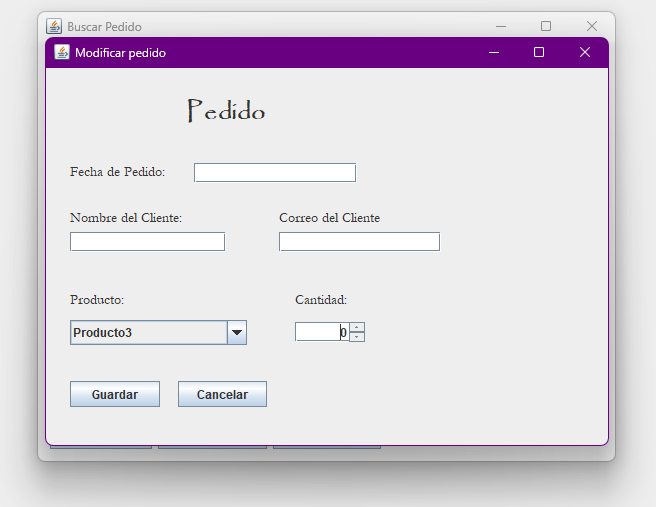 Buscar Pedido
Modificar pedido
Pedido
Fecha de Pedido:
Nombre del Cliente: Correo del Cliente
Producto: Cantidad:
Producto3 0
Guardar Cancelar